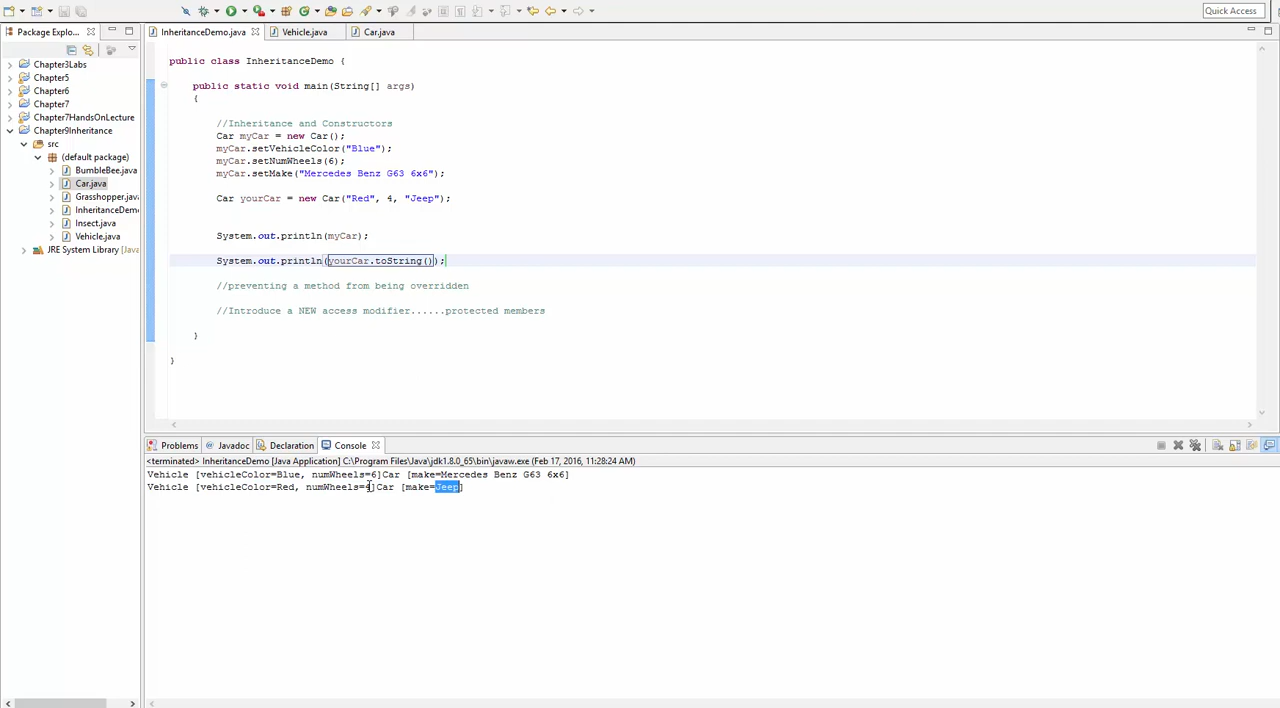 Quick Access
Package Explo...
InheritanceDemo.java
Vehicle.java
Car.java
Chapter3Labs
Chapter5
Chapter6
Chapter7
Chapter7HandsOnLecture
Chapter9Inheritance
src
(default package)
BumbleBee.java
Car.java
Grasshopper.java
InheritanceDem
Insect.java
Vehicle.java
JRE System Library [Java
public class InheritanceDemo {
public static void main(String[] args)
{
//Inheritance and Constructors
Car myCar = new Car();
myCar.setVehicleColor("Blue");
myCar.setNumWheels(6);
myCar.setMake("Mercedes Benz G63 6x6");
Car yourCar = new Car("Red", 4, "Jeep");
System.out.println(myCar);
System.out.println(yourCar.toString());
//preventing a method from being overridden
//Introduce a NEW access modifier......protected members
}
}
Problems
Javadoc
Declaration
Console
<terminated> InheritanceDemo [Java Application] C:\Program Files\Java\jdk1.8.0_65\bin\javaw.exe (Feb 17, 2016, 11:28:24 AM)
Vehicle [vehicleColor=Blue, numWheels=6]Car [make=Mercedes Benz G63 6x6]
Vehicle [vehicleColor=Red, numWheels=4]Car [make=Jeep]